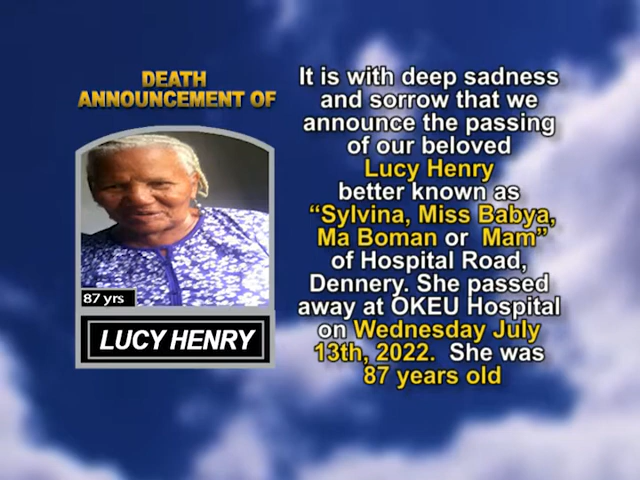 DEATH
ANNOUNCEMENT OF
87 yrs
LUCY HENRY
It is with deep sadness
and sorrow that we
announce the passing
of our beloved
Lucy Henry
better known as
“Sylvina, Miss Babya,
Ma Boman or Mam”
of Hospital Road,
Dennery. She passed
away at OKEU Hospital
on Wednesday July
13th, 2022. She was
87 years old